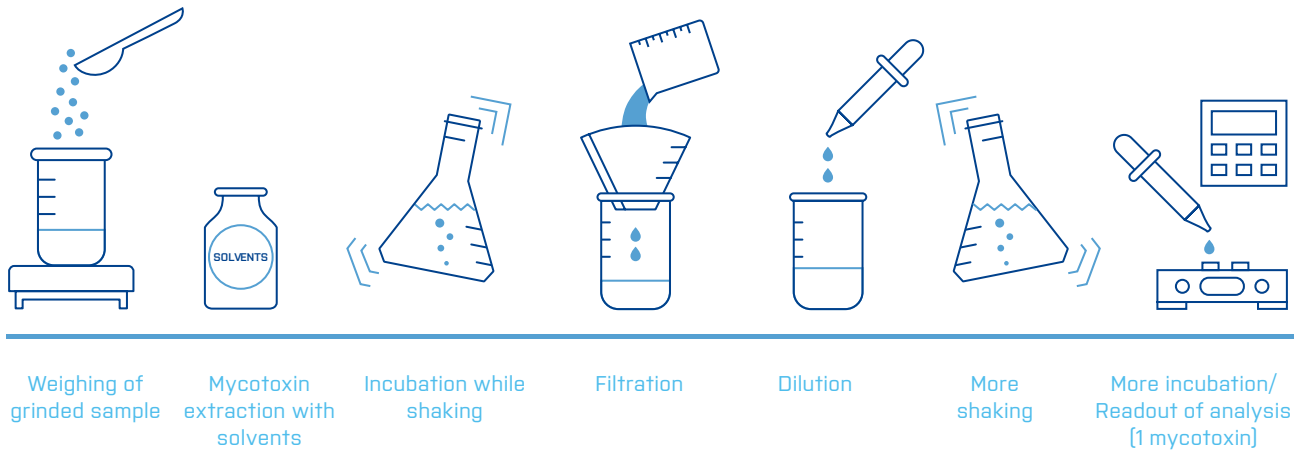 SOLVENTS
Weighing of
grinded sample
Mycotoxin
extraction with
solvents
Incubation while
shaking
Filtration
Dilution
More
shaking
More incubation/
Readout of analysis
(1 mycotoxin)